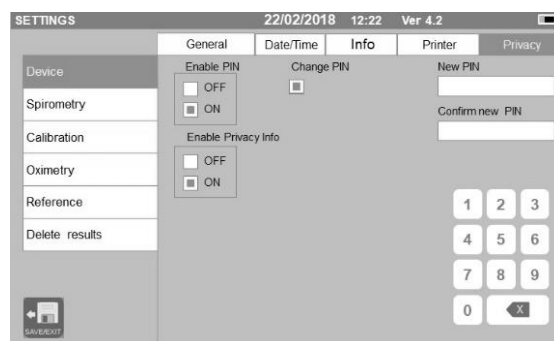 SETTINGS 22/02/2018 12:22 Ver 4.2
General Date/Time Info Printer Privacy
Device
Spirometry
Calibration
Oximetry
Reference
Delete results
Enable PIN
OFF
ON
Change PIN
New PIN
Confirm new PIN
Enable Privacy Info
OFF
ON
1 2 3
4 5 6
7 8 9
0 X
SAVE/EXIT